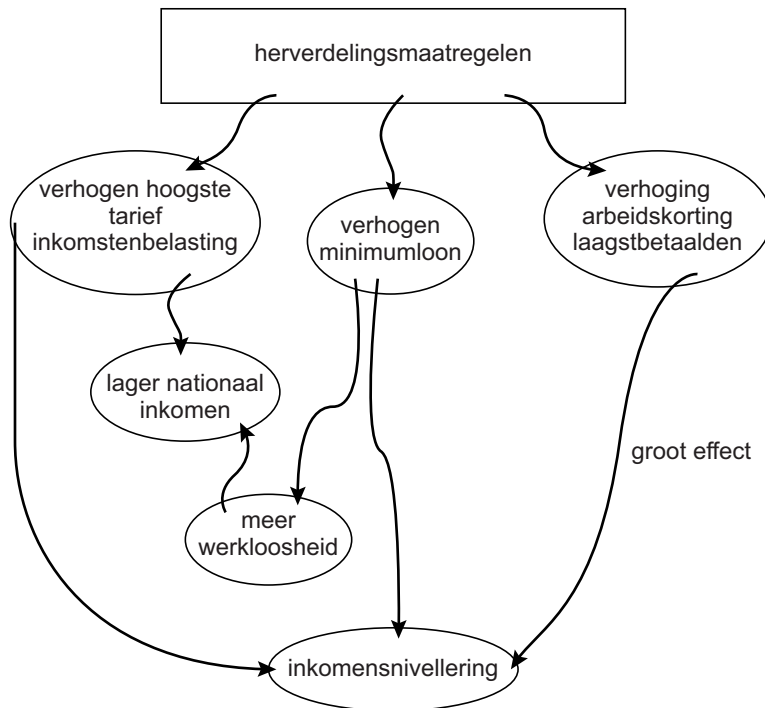 herverdelingsmaatregelen
verhogen hoogste
tarief
inkomstenbelasting
verhogen
minimumloon
verhoging
arbeidskorting
laagstbetaalden
lager nationaal
inkomen
groot effect
meer
werkloosheid
inkomensnivellering